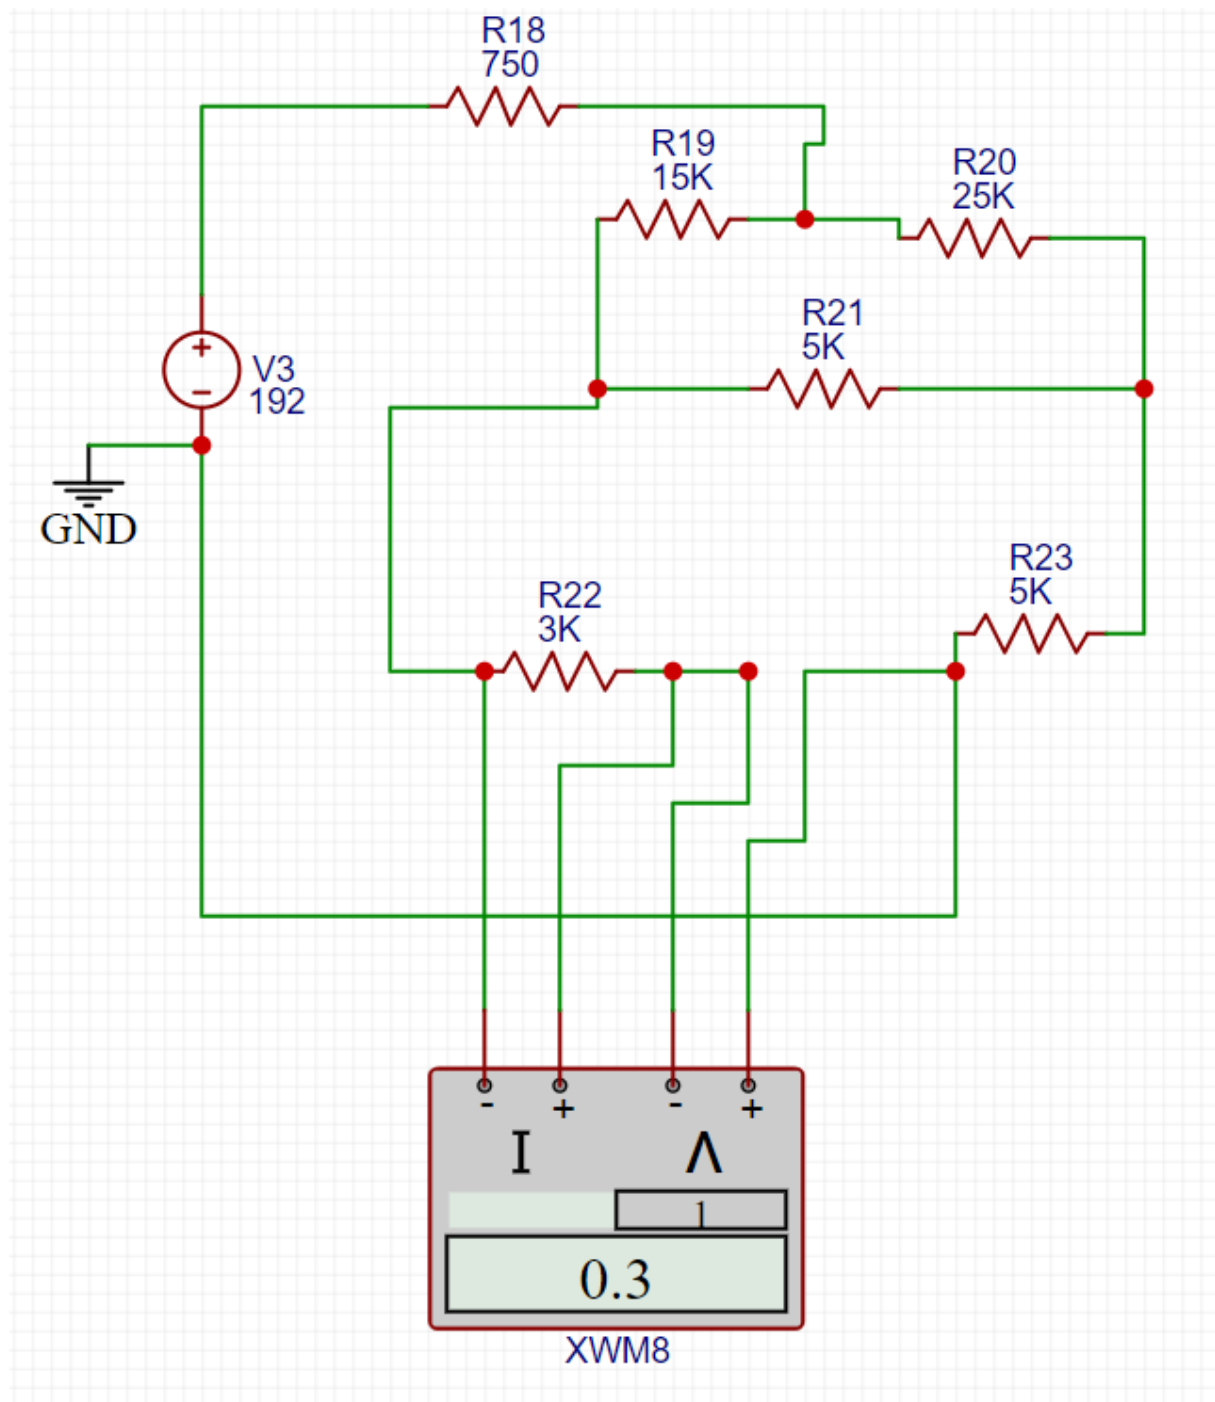 R18
750
R19
15K
R20
25K
R21
5K
+
−
V3
192
GND
R23
5K
R22
3K
- + - +
I Λ
1
0.3
XWM8